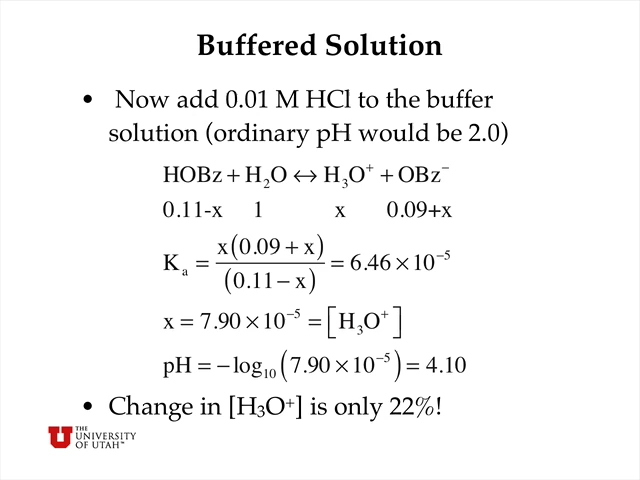 Buffered Solution
• Now add 0.01 M HCl to the buffer
solution (ordinary pH would be 2.0)
HOBz + H₂O ↔ H₃O⁺ + OBz⁻
0.11-x 1 x 0.09+x
Kₐ = x(0.09 + x) / (0.11 − x) = 6.46 × 10⁻⁵
x = 7.90 × 10⁻⁵ = [H₃O⁺]
pH = −log₁₀(7.90 × 10⁻⁵) = 4.10
• Change in [H₃O⁺] is only 22%!
THE
UNIVERSITY
OF UTAH™